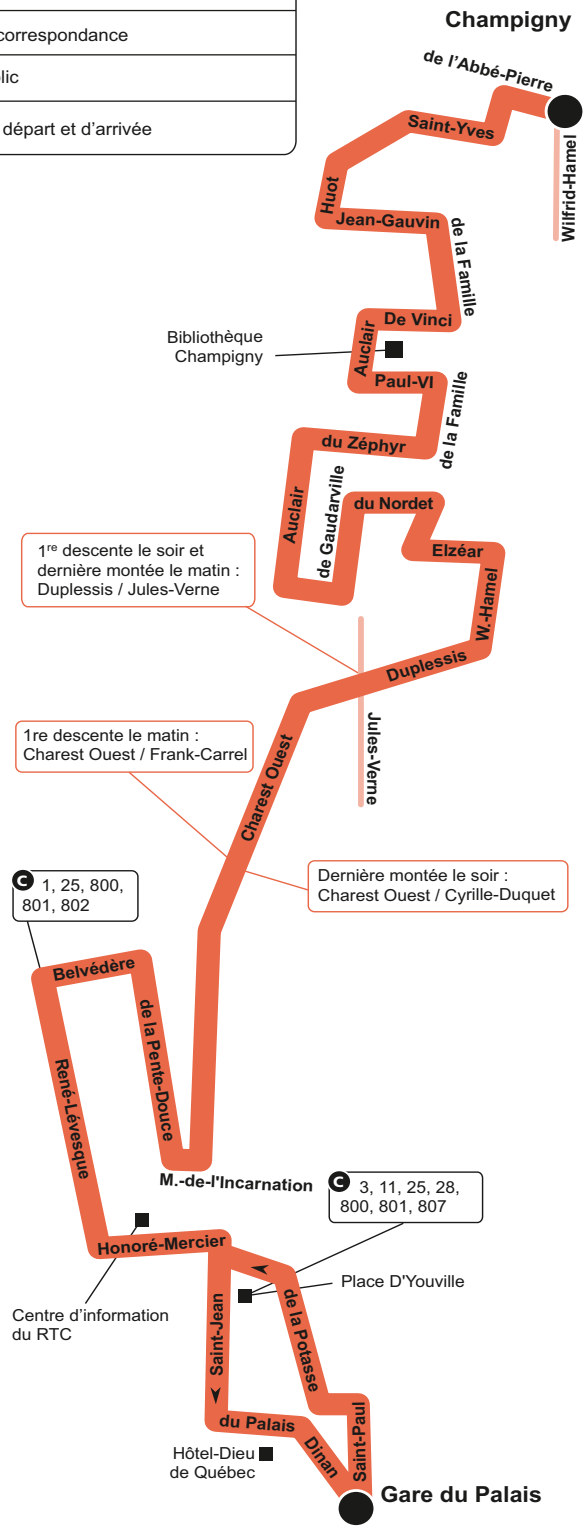 correspondance
départ et d'arrivée
Champigny
de l'Abbé-Pierre
Saint-Yves
Wilfrid-Hamel
Huot
Jean-Gauvin
de la Famille
De Vinci
Auclair
Bibliothèque
Champigny
Paul-VI
de la Famille
du Zéphyr
Auclair
de Gaudarville
du Nordet
Elzéar
W.-Hamel
1re descente le soir et
dernière montée le matin :
Duplessis / Jules-Verne
Duplessis
Jules-Verne
1re descente le matin :
Charest Ouest / Frank-Carrel
Charest Ouest
Dernière montée le soir :
Charest Ouest / Cyrille-Duquet
C 1, 25, 800,
801, 802
Belvédère
de la Pente-Douce
René-Lévesque
M.-de-l'Incarnation
C 3, 11, 25, 28,
800, 801, 807
Honoré-Mercier
Place D'Youville
Centre d'information
du RTC
Saint-Jean
de la Potasse
du Palais
Dinan
Saint-Paul
Hôtel-Dieu
de Québec
Gare du Palais